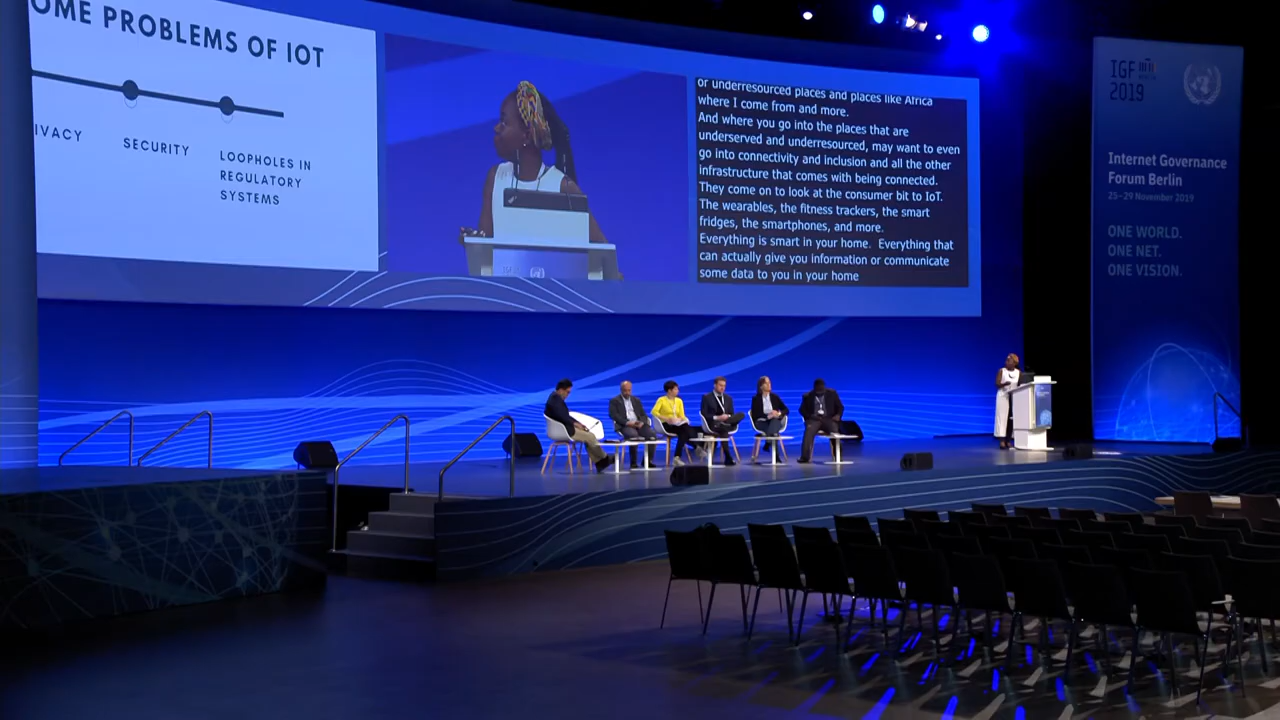 OME PROBLEMS OF IOT
IVACY
SECURITY
LOOPHOLES IN
REGULATORY
SYSTEMS
or underresourced places and places like Africa
where I come from and more.
And where you go into the places that are
underserved and underresourced, may want to even
go into connectivity and inclusion and all the other
infrastructure that comes with being connected.
They come on to look at the consumer bit to IoT.
The wearables, the fitness trackers, the smart
fridges, the smartphones, and more.
Everything is smart in your home.  Everything that
can actually give you information or communicate
some data to you in your home
IGF
2019
Internet Governance
Forum Berlin
25–29 November 2019
ONE WORLD.
ONE NET.
ONE VISION.